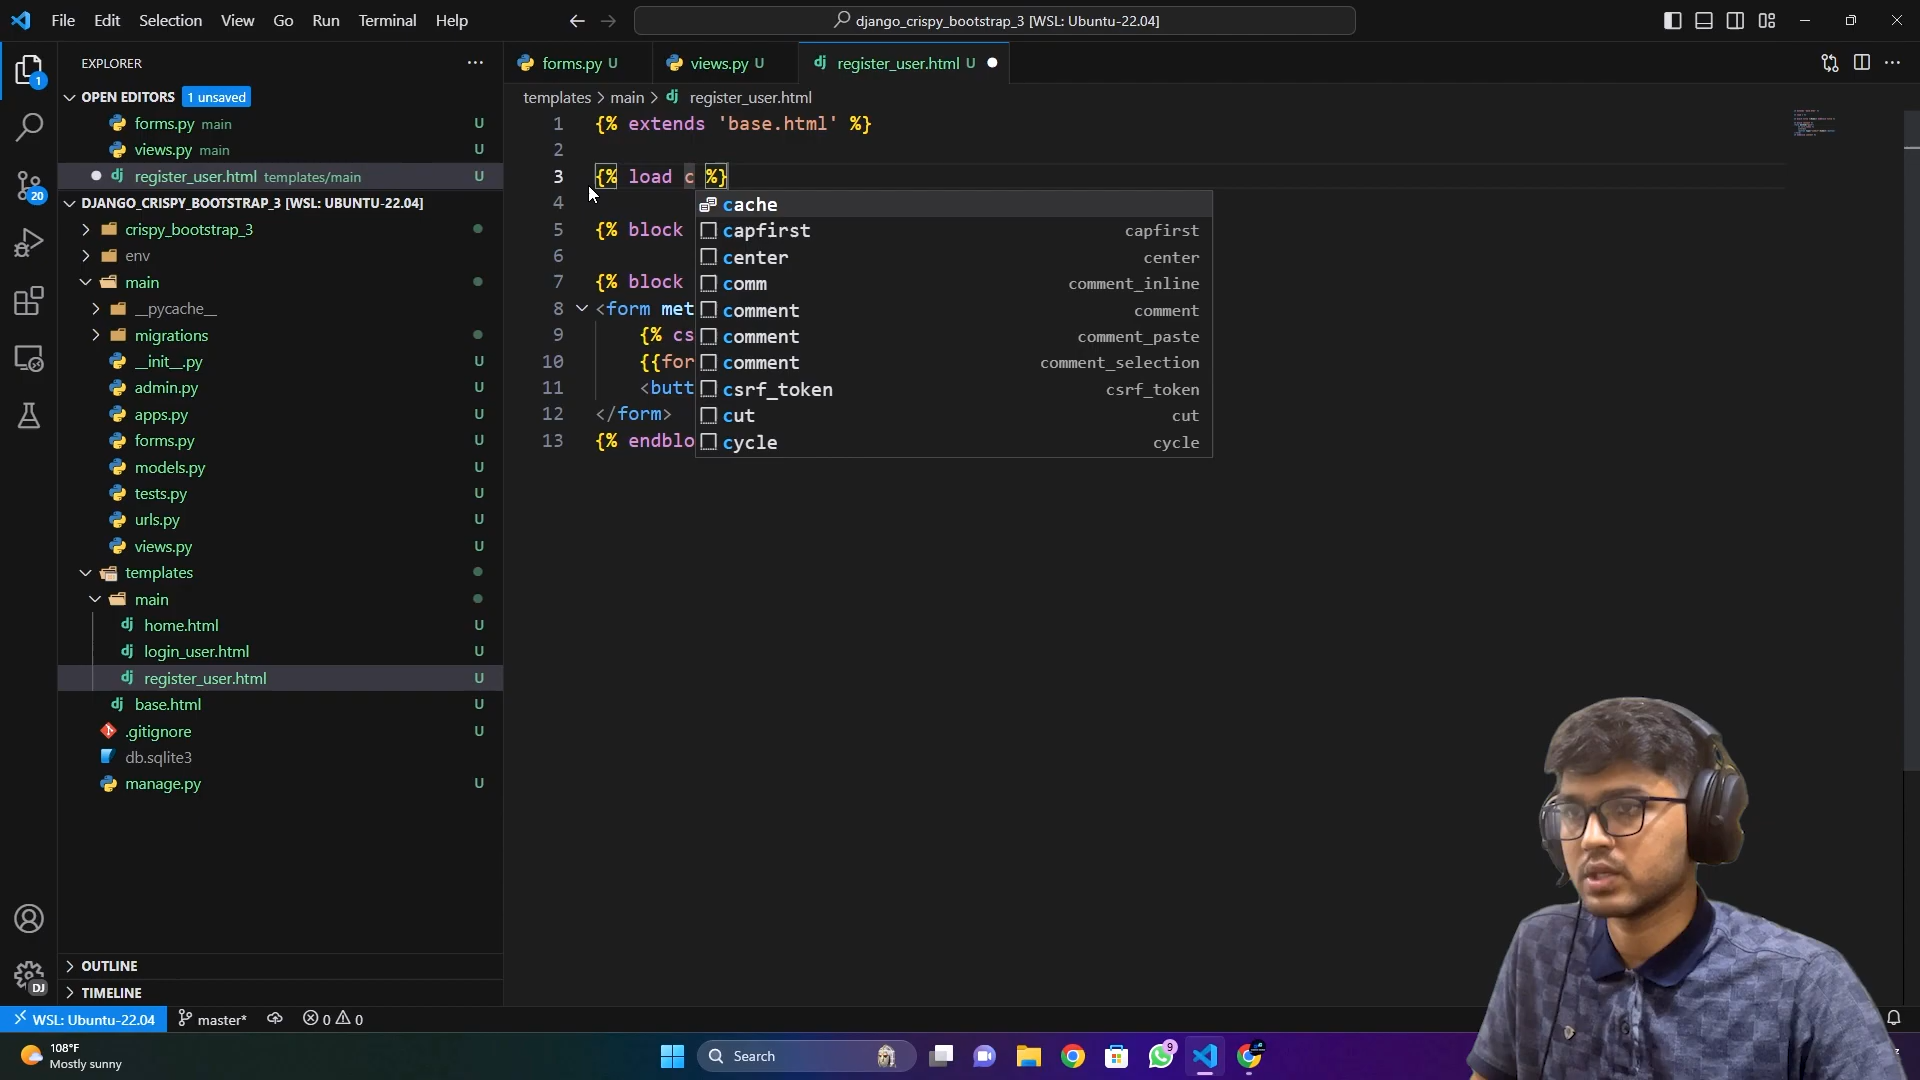 File Edit Selection View Go Run Terminal Help
django_crispy_bootstrap_3 [WSL: Ubuntu-22.04]
EXPLORER
OPEN EDITORS 1 unsaved
forms.py main U
views.py main U
register_user.html templates/main U
DJANGO_CRISPY_BOOTSTRAP_3 [WSL: UBUNTU-22.04]
crispy_bootstrap_3
env
main
__pycache__
migrations
__init__.py U
admin.py U
apps.py U
forms.py U
models.py U
tests.py U
urls.py U
views.py U
templates
main
home.html U
login_user.html U
register_user.html U
base.html U
.gitignore U
db.sqlite3
manage.py U
OUTLINE
TIMELINE
1
20
DJ
forms.py U
views.py U
register_user.html U
templates > main > register_user.html
1 {% extends 'base.html' %}
2
3 {% load c %}
4
5 {% block
6
7 {% block
8 <form met
9 {% cs
10 {{for
11 <butt
12 </form>
13 {% endblo
cache
capfirst capfirst
center center
comm comment_inline
comment comment
comment comment_paste
comment comment_selection
csrf_token csrf_token
cut cut
cycle cycle
WSL: Ubuntu-22.04 master* 0 0
108°F
Mostly sunny
Search
9